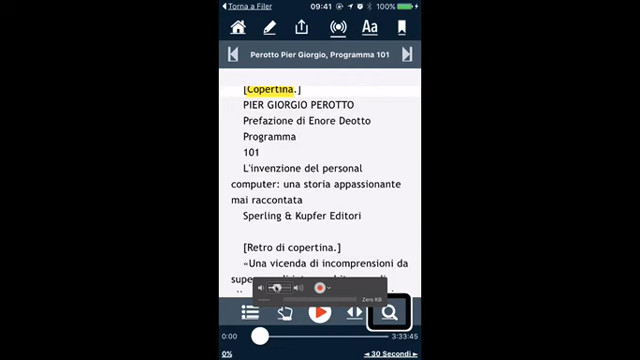 Torna a Filer 09:41 100%
Aa
Perotto Pier Giorgio, Programma 101
[Copertina.]
PIER GIORGIO PEROTTO
Prefazione di Enore Deotto
Programma
101
L'invenzione del personal
computer: una storia appassionante
mai raccontata
Sperling & Kupfer Editori
[Retro di copertina.]
«Una vicenda di incomprensioni da
Zero KB
0:00 3:33:45
0% 30 Secondi